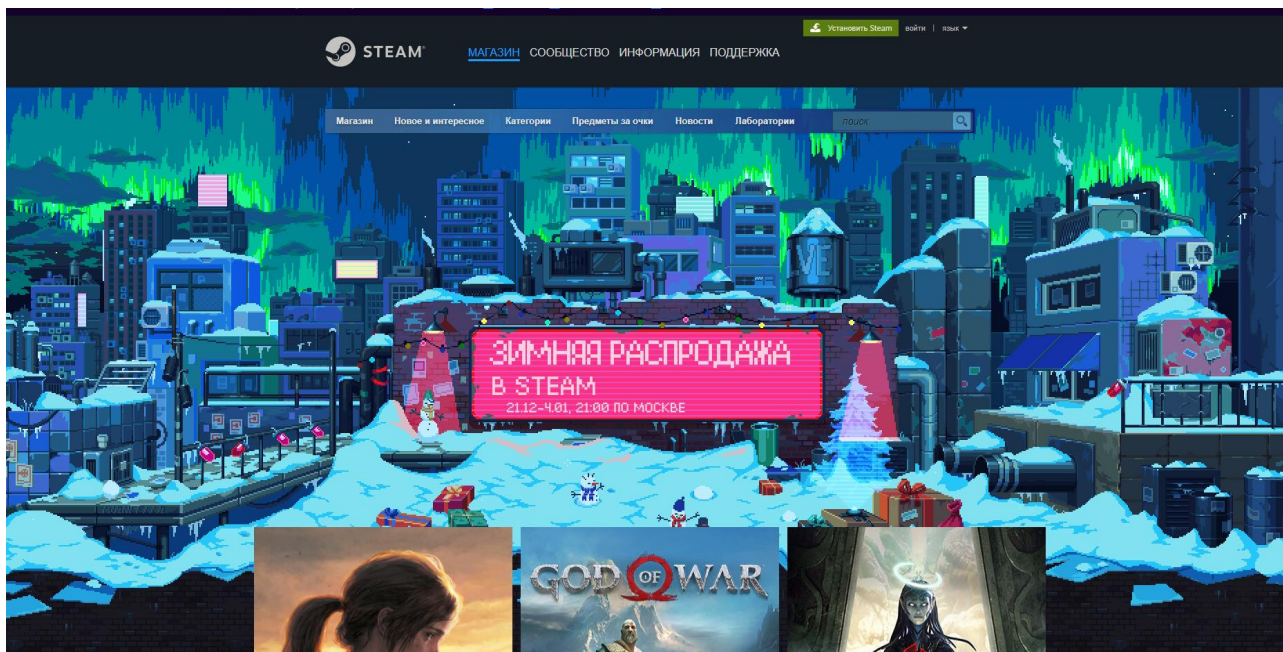 Установить Steam войти | язык
STEAM® МАГАЗИН СООБЩЕСТВО ИНФОРМАЦИЯ ПОДДЕРЖКА
Магазин Новое и интересное Категории Предметы за очки Новости Лаборатории поиск
P
VE
ЗИМНЯЯ РАСПРОДАЖА
В STEAM
21.12-4.01, 21:00 ПО МОСКВЕ
GOD OF WAR